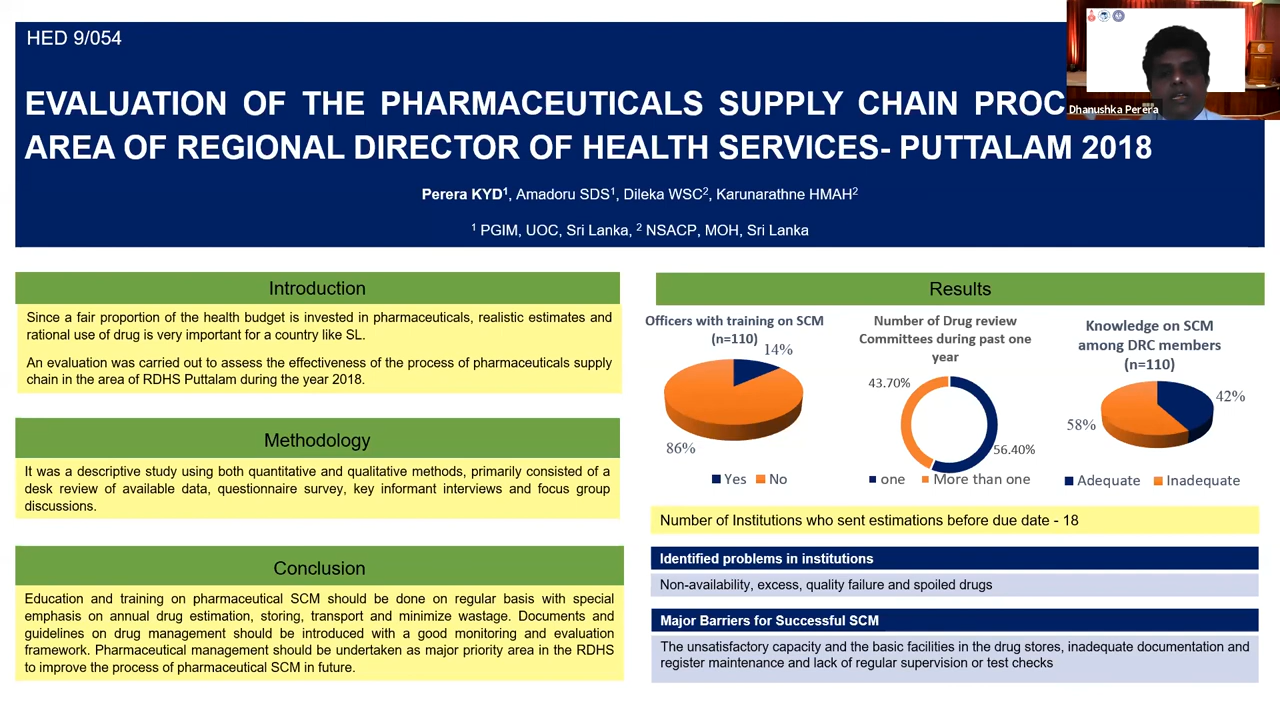 HED 9/054
EVALUATION OF THE PHARMACEUTICALS SUPPLY CHAIN
AREA OF REGIONAL DIRECTOR OF HEALTH SERVICES- PUTTALAM 2018
Perera KYD¹, Amadoru SDS¹, Dileka WSC², Karunarathne HMAH²
¹ PGIM, UOC, Sri Lanka, ² NSACP, MOH, Sri Lanka
Dhanushka Perera
Introduction
Since a fair proportion of the health budget is invested in pharmaceuticals, realistic estimates and
rational use of drug is very important for a country like SL.
An evaluation was carried out to assess the effectiveness of the process of pharmaceuticals supply
chain in the area of RDHS Puttalam during the year 2018.
Methodology
It was a descriptive study using both quantitative and qualitative methods, primarily consisted of a
desk review of available data, questionnaire survey, key informant interviews and focus group
discussions.
Conclusion
Education and training on pharmaceutical SCM should be done on regular basis with special
emphasis on annual drug estimation, storing, transport and minimize wastage. Documents and
guidelines on drug management should be introduced with a good monitoring and evaluation
framework. Pharmaceutical management should be undertaken as major priority area in the RDHS
to improve the process of pharmaceutical SCM in future.
Results
Officers with training on SCM
(n=110)
14%
86%
Yes No
Number of Drug review
Committees during past one
year
43.70%
56.40%
one More than one
Knowledge on SCM
among DRC members
(n=110)
42%
58%
Adequate Inadequate
Number of Institutions who sent estimations before due date - 18
Identified problems in institutions
Non-availability, excess, quality failure and spoiled drugs
Major Barriers for Successful SCM
The unsatisfactory capacity and the basic facilities in the drug stores, inadequate documentation and
register maintenance and lack of regular supervision or test checks